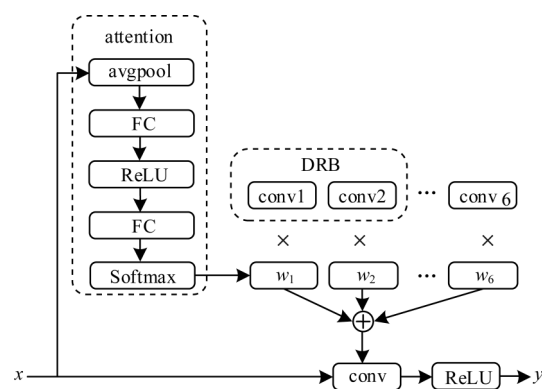 attention
avgpool
FC
ReLU
FC
Softmax
DRB
conv1 conv2 ··· conv 6
× × ×
w1 w2 ··· w6
+
x conv ReLU y